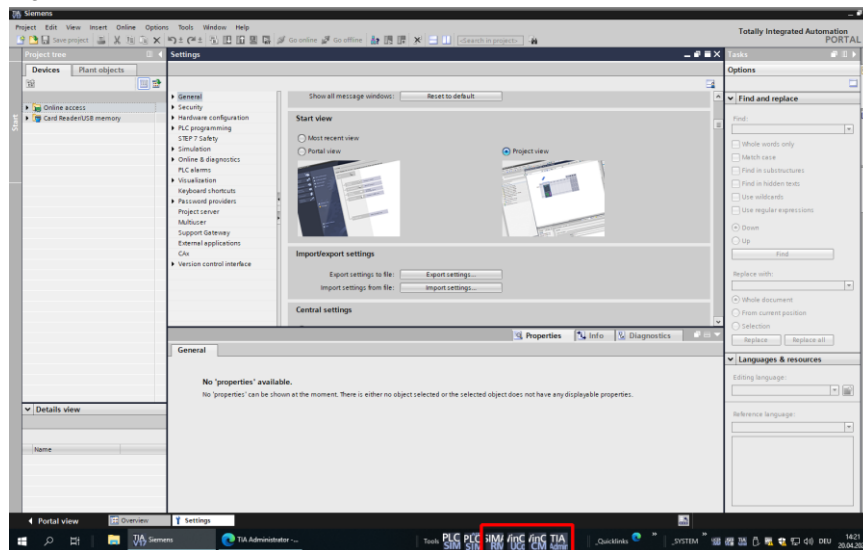 Siemens
Project Edit View Insert Online Options Tools Window Help
Totally Integrated Automation
PORTAL
Save project
Go online
Go offline
<Search in project>
Project tree
Settings
Tasks
Devices
Plant objects
Options
Start
Online access
Card Reader/USB memory
General
Security
Hardware configuration
PLC programming
STEP 7 Safety
Simulation
Online & diagnostics
PLC alarms
Visualization
Keyboard shortcuts
Password providers
Project server
Multiuser
Support Gateway
External applications
CAx
Version control interface
Show all message windows:
Reset to default
Start view
Most recent view
Portal view
Project view
Import/export settings
Export settings to file:
Export settings...
Import settings from file:
Import settings...
Central settings
Find and replace
Find:
Whole words only
Match case
Find in substructures
Find in hidden texts
Use wildcards
Use regular expressions
Down
Up
Find
Replace with:
Whole document
From current position
Selection
Replace
Replace all
Languages & resources
Editing language:
Reference language:
Properties
Info
Diagnostics
General
No 'properties' available.
No 'properties' can be shown at the moment. There is either no object selected or the selected object does not have any displayable properties.
Details view
Name
Portal view
Overview
Settings
TIA Siemens
TIA Administrator -...
Tools
PLC SIM
TIA Admin
_Quicklinks
_SYSTEM
DEU